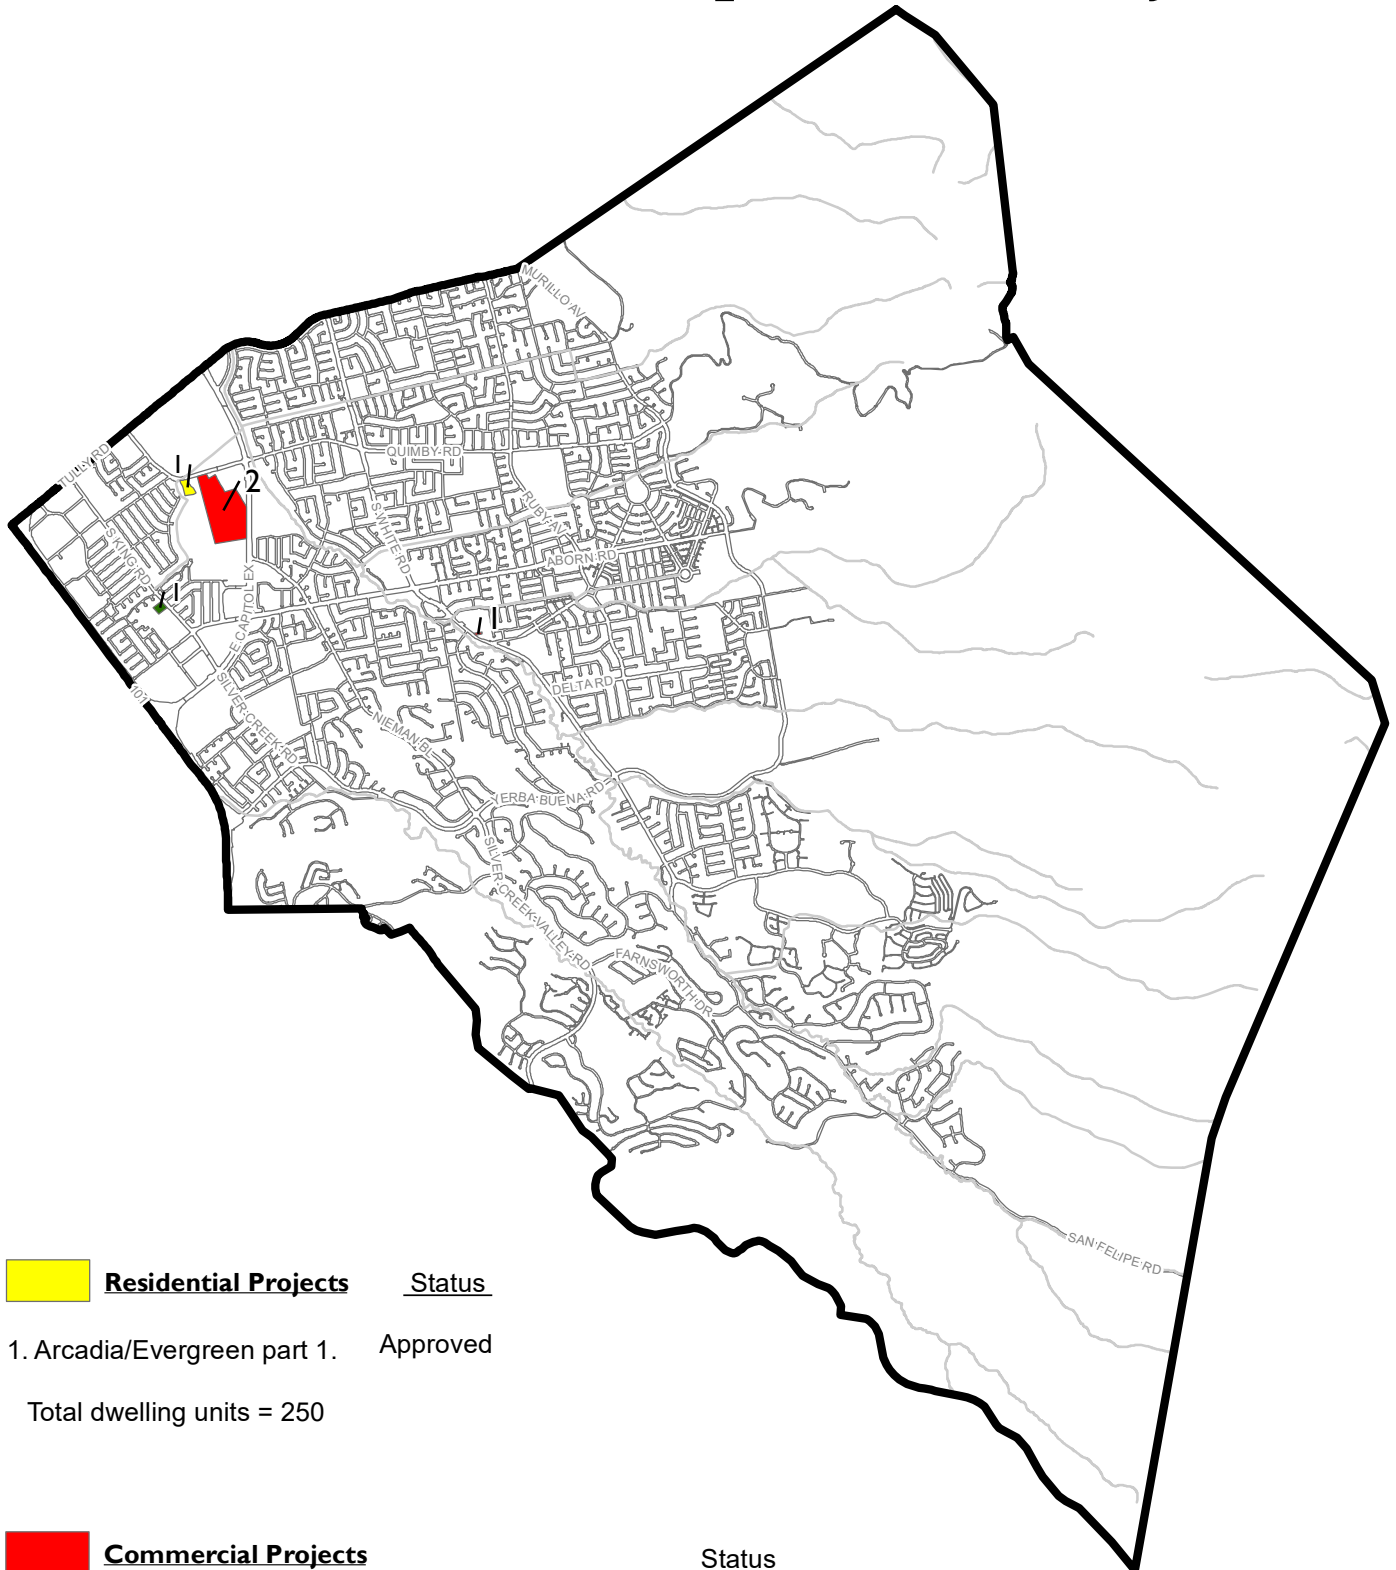 MURILLO AV
TULLY RD
QUIMBY RD
1
2
S KING RD
S WHITE RD
RUBY AV
ABORN RD
E CAPITOL EX
1
1
DELTA RD
101
SILVER CREEK RD
NIEMAN BL
YERBA BUENA RD
SILVER CREEK VALLEY RD
FARNSWORTH DR
SAN FELIPE RD
Residential Projects Status
1. Arcadia/Evergreen part 1. Approved
Total dwelling units = 250
Commercial Projects Status